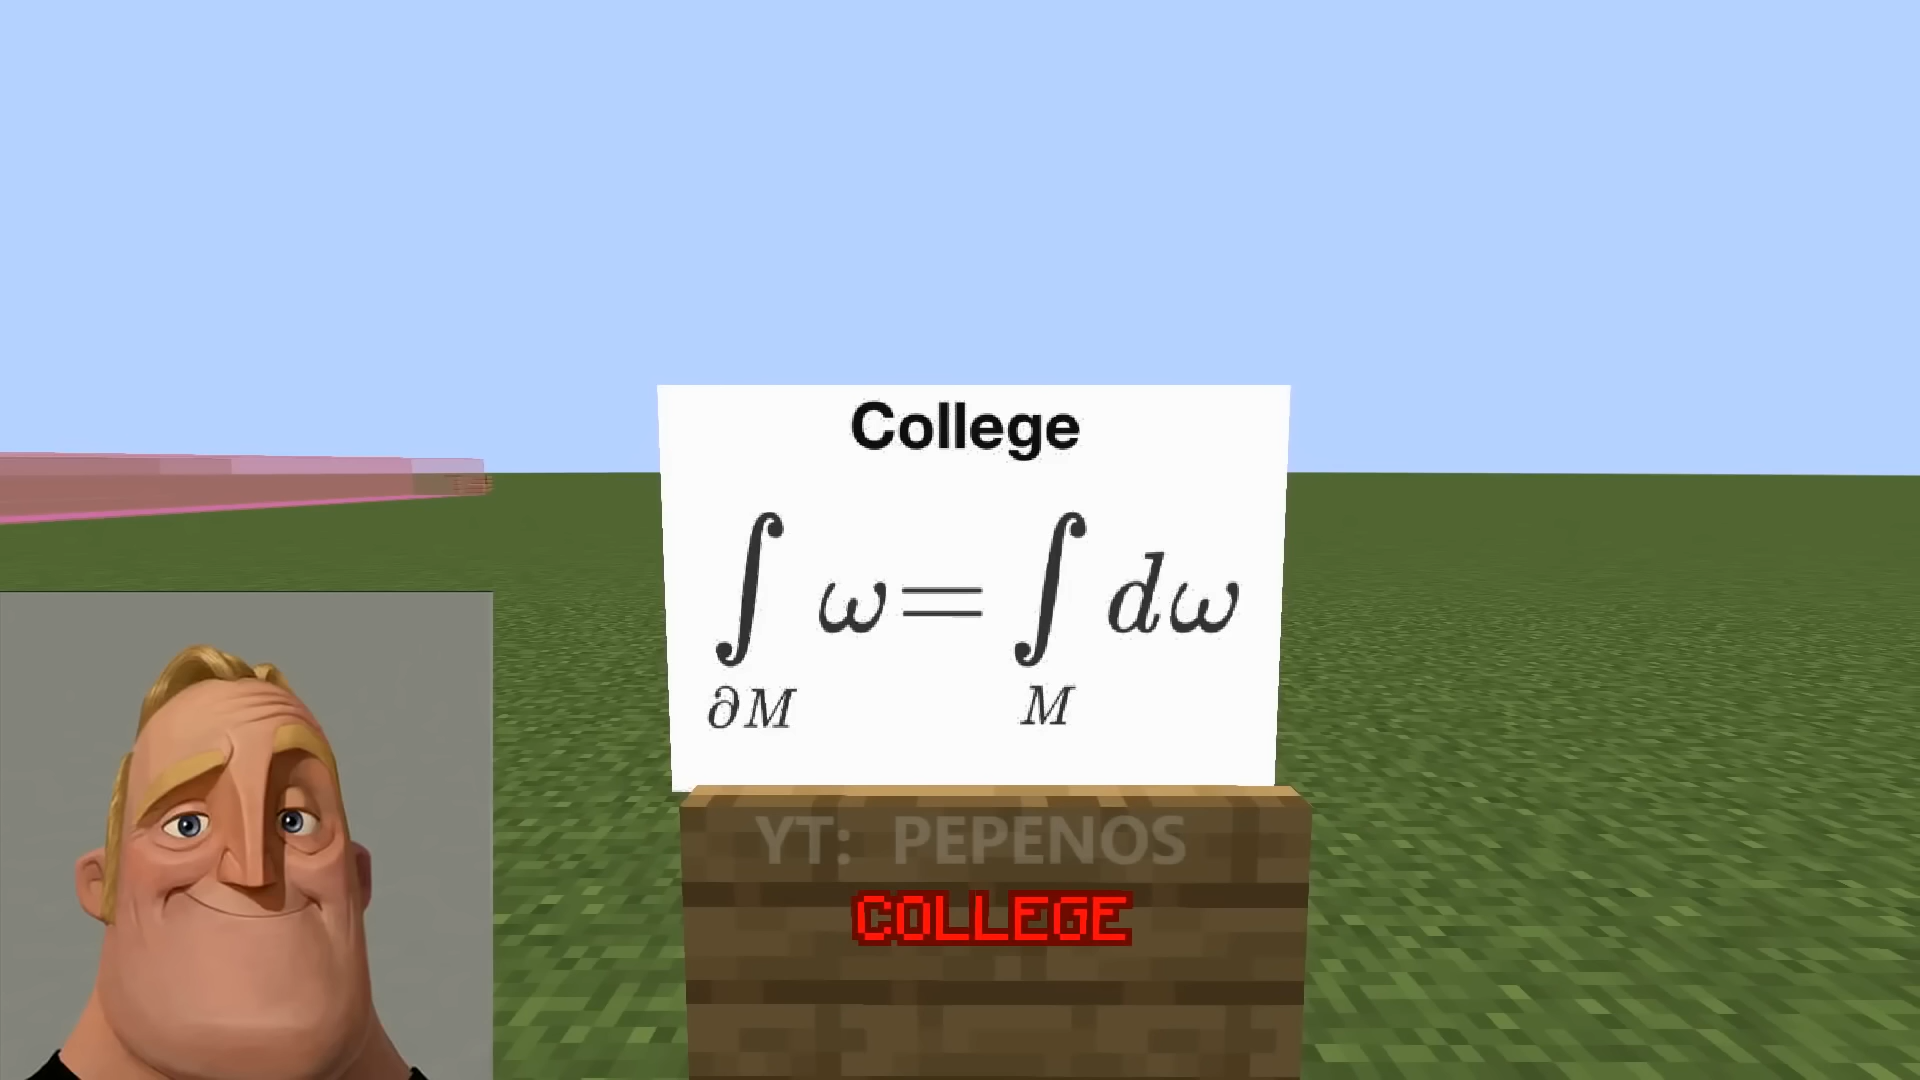 College
∫ ω = ∫ dω
∂M M
YT: PEPENOS
COLLEGE